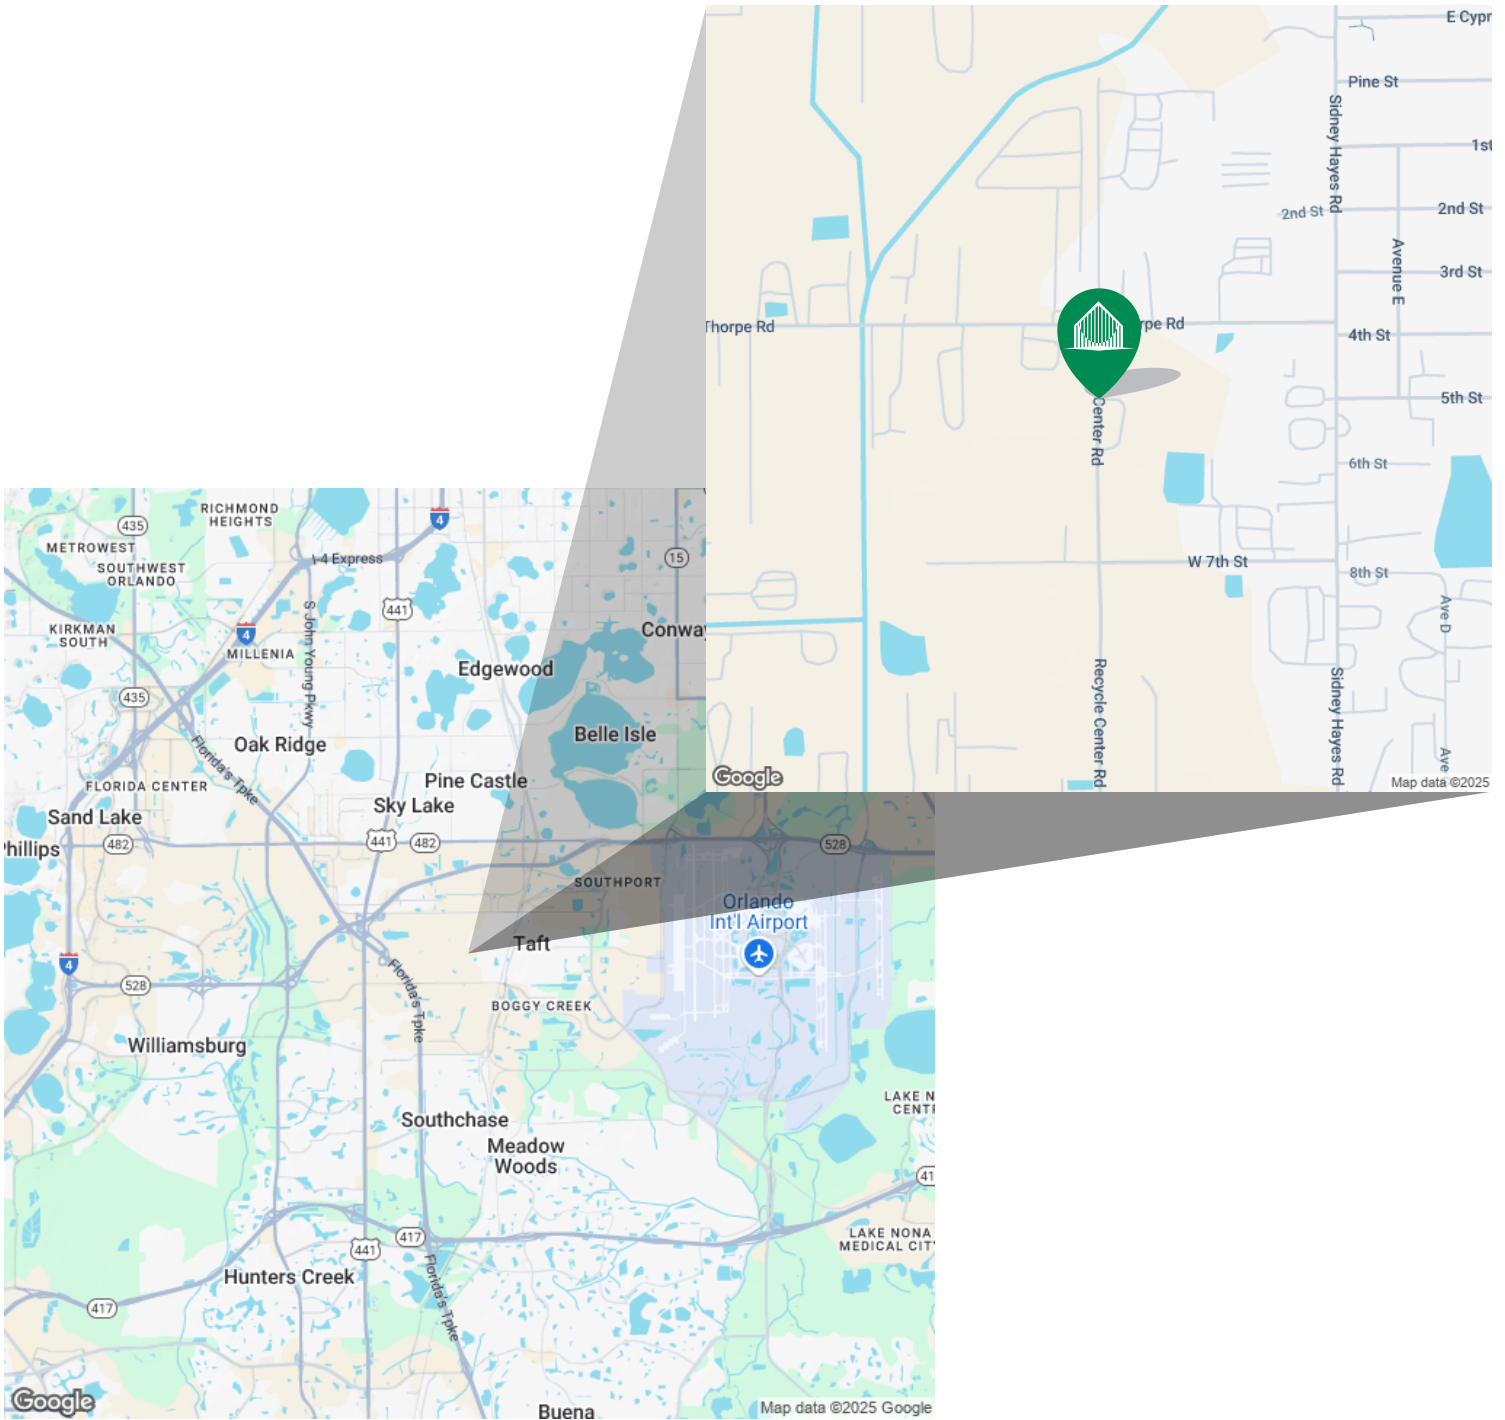 E Cypr
Pine St
Sidney Hayes Rd
1st
2nd St
2nd St
Avenue E
3rd St
Thorpe Rd
rpe Rd
4th St
5th St
Center Rd
6th St
W 7th St
8th St
Ave D
Recycle Center Rd
Sidney Hayes Rd
Ave
Google
Map data ©2025
RICHMOND
HEIGHTS
435
4
METROWEST
I-4 Express
15
SOUTHWEST
ORLANDO
441
S John Young Pkwy
KIRKMAN
SOUTH
4
Conway
MILLENIA
Edgewood
435
Belle Isle
Oak Ridge
Florida's Tpke
FLORIDA CENTER
Pine Castle
Sky Lake
Sand Lake
Phillips
482
441
482
528
SOUTHPORT
Orlando
Int'l Airport
Taft
4
Florida's Tpke
528
BOGGY CREEK
Williamsburg
LAKE N
CENT
Southchase
Meadow
Woods
41
417
441
LAKE NONA
MEDICAL CITY
Hunters Creek
Florida's Tpke
417
Google
Buena
Map data ©2025 Google